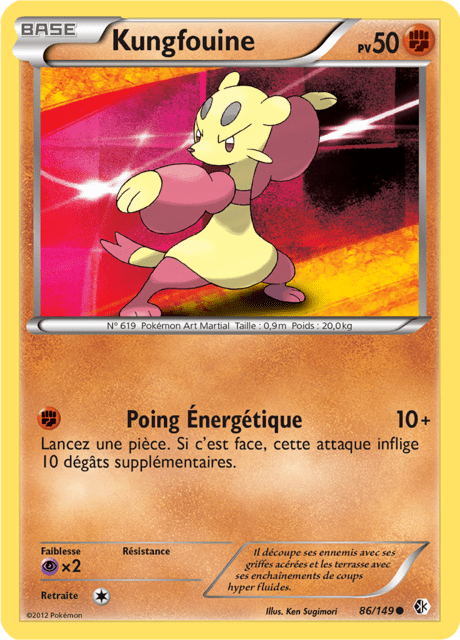 BASE
Kungfouine
PV50
N° 619 Pokémon Art Martial Taille : 0,9m Poids : 20,0kg
Poing Énergétique 10+
Lancez une pièce. Si c'est face, cette attaque inflige
10 dégâts supplémentaires.
Faiblesse Résistance
×2
Retraite
Il découpe ses ennemis avec ses
griffes acérées et les terrasse avec
ses enchaînements de coups
hyper fluides.
©2012 Pokémon
Illus. Ken Sugimori 86/149